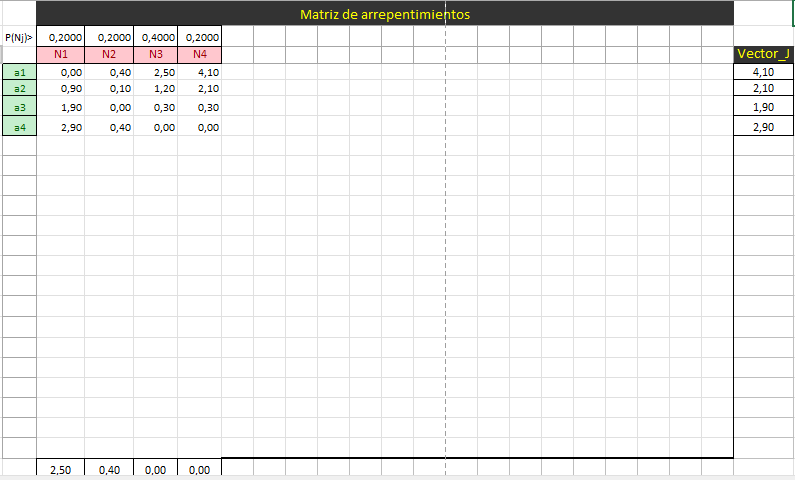 Matriz de arrepentimientos
P(Nj)> 0,2000 0,2000 0,4000 0,2000
N1 N2 N3 N4 Vector_J
a1 0,00 0,40 2,50 4,10 4,10
a2 0,90 0,10 1,20 2,10 2,10
a3 1,90 0,00 0,30 0,30 1,90
a4 2,90 0,40 0,00 0,00 2,90
2,50 0,40 0,00 0,00